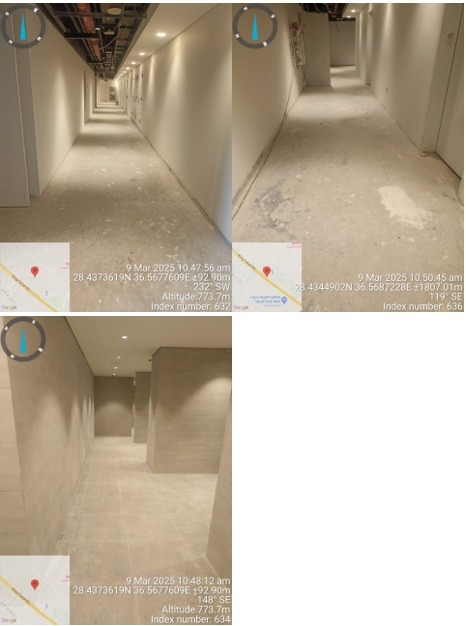 9 Mar 2025 10:47:56 am
28.4373619N 36.5677609E ±92.90m
232° SW
Altitude:773.7m
Index number: 632
Google
9 Mar 2025 10:50:45 am
28.4344902N 36.5687228E ±1807.01m
119° SE
Index number: 636
Google
9 Mar 2025 10:48:12 am
28.4373619N 36.5677609E ±92.90m
148° SE
Altitude:773.7m
Index number: 634
Google